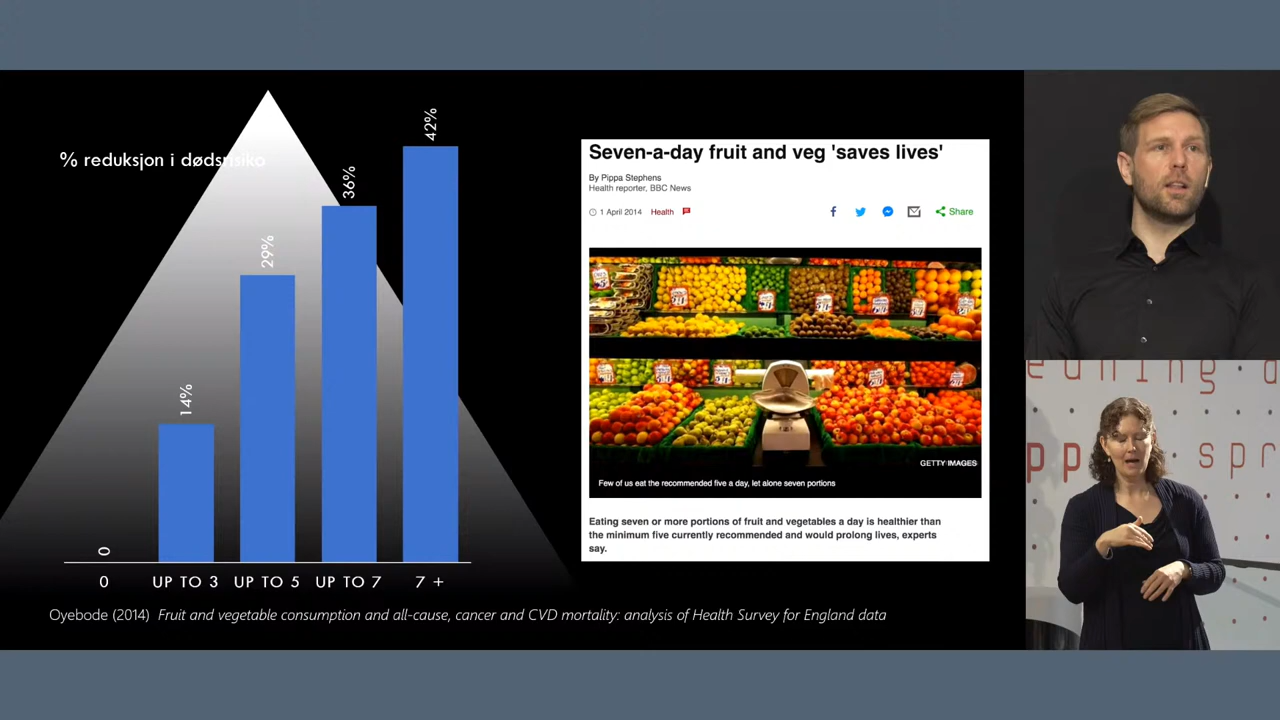 % reduksjon i dødsrisiko
0
14%
29%
36%
42%
0
UP TO 3
UP TO 5
UP TO 7
7 +
Oyebode (2014) Fruit and vegetable consumption and all-cause, cancer and CVD mortality: analysis of Health Survey for England data
Seven-a-day fruit and veg 'saves lives'
By Pippa Stephens
Health reporter, BBC News
1 April 2014 Health
Share
GETTY IMAGES
Few of us eat the recommended five a day, let alone seven portions
Eating seven or more portions of fruit and vegetables a day is healthier than
the minimum five currently recommended and would prolong lives, experts
say.